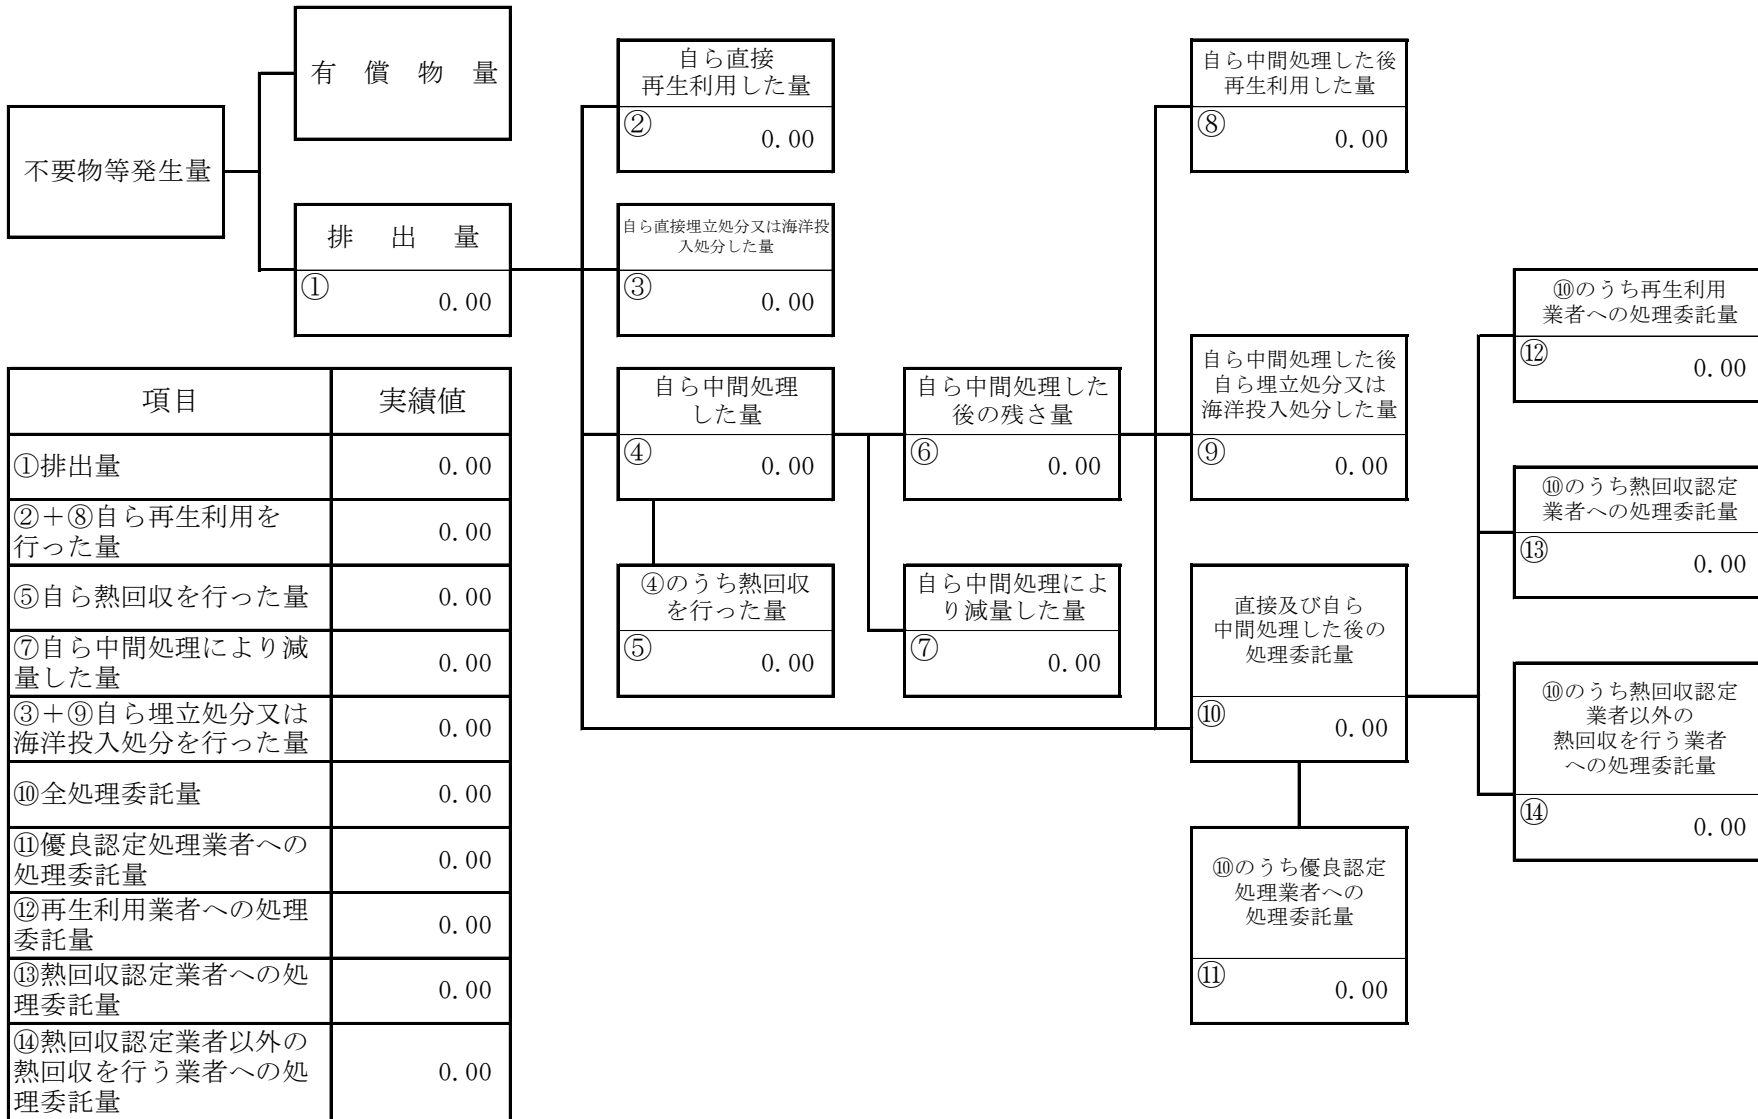 不要物等発生量
有 償 物 量
排 出 量
①
0.00
自ら直接
再生利用した量
②
0.00
自ら直接埋立処分又は海洋投
入処分した量
③
0.00
自ら中間処理
した量
④
0.00
④のうち熱回収
を行った量
⑤
0.00
自ら中間処理した
後の残さ量
⑥
0.00
自ら中間処理によ
り減量した量
⑦
0.00
自ら中間処理した後
再生利用した量
⑧
0.00
自ら中間処理した後
自ら埋立処分又は
海洋投入処分した量
⑨
0.00
直接及び自ら
中間処理した後の
処理委託量
⑩
0.00
⑩のうち優良認定
処理業者への
処理委託量
⑪
0.00
⑩のうち再生利用
業者への処理委託量
⑫
0.00
⑩のうち熱回収認定
業者への処理委託量
⑬
0.00
⑩のうち熱回収認定
業者以外の
熱回収を行う業者
への処理委託量
⑭
0.00
項目 実績値
①排出量 0.00
②＋⑧自ら再生利用を
行った量 0.00
⑤自ら熱回収を行った量 0.00
⑦自ら中間処理により減
量した量 0.00
③＋⑨自ら埋立処分又は
海洋投入処分を行った量 0.00
⑩全処理委託量 0.00
⑪優良認定処理業者への
処理委託量 0.00
⑫再生利用業者への処理
委託量 0.00
⑬熱回収認定業者への処
理委託量 0.00
⑭熱回収認定業者以外の
熱回収を行う業者への処
理委託量 0.00